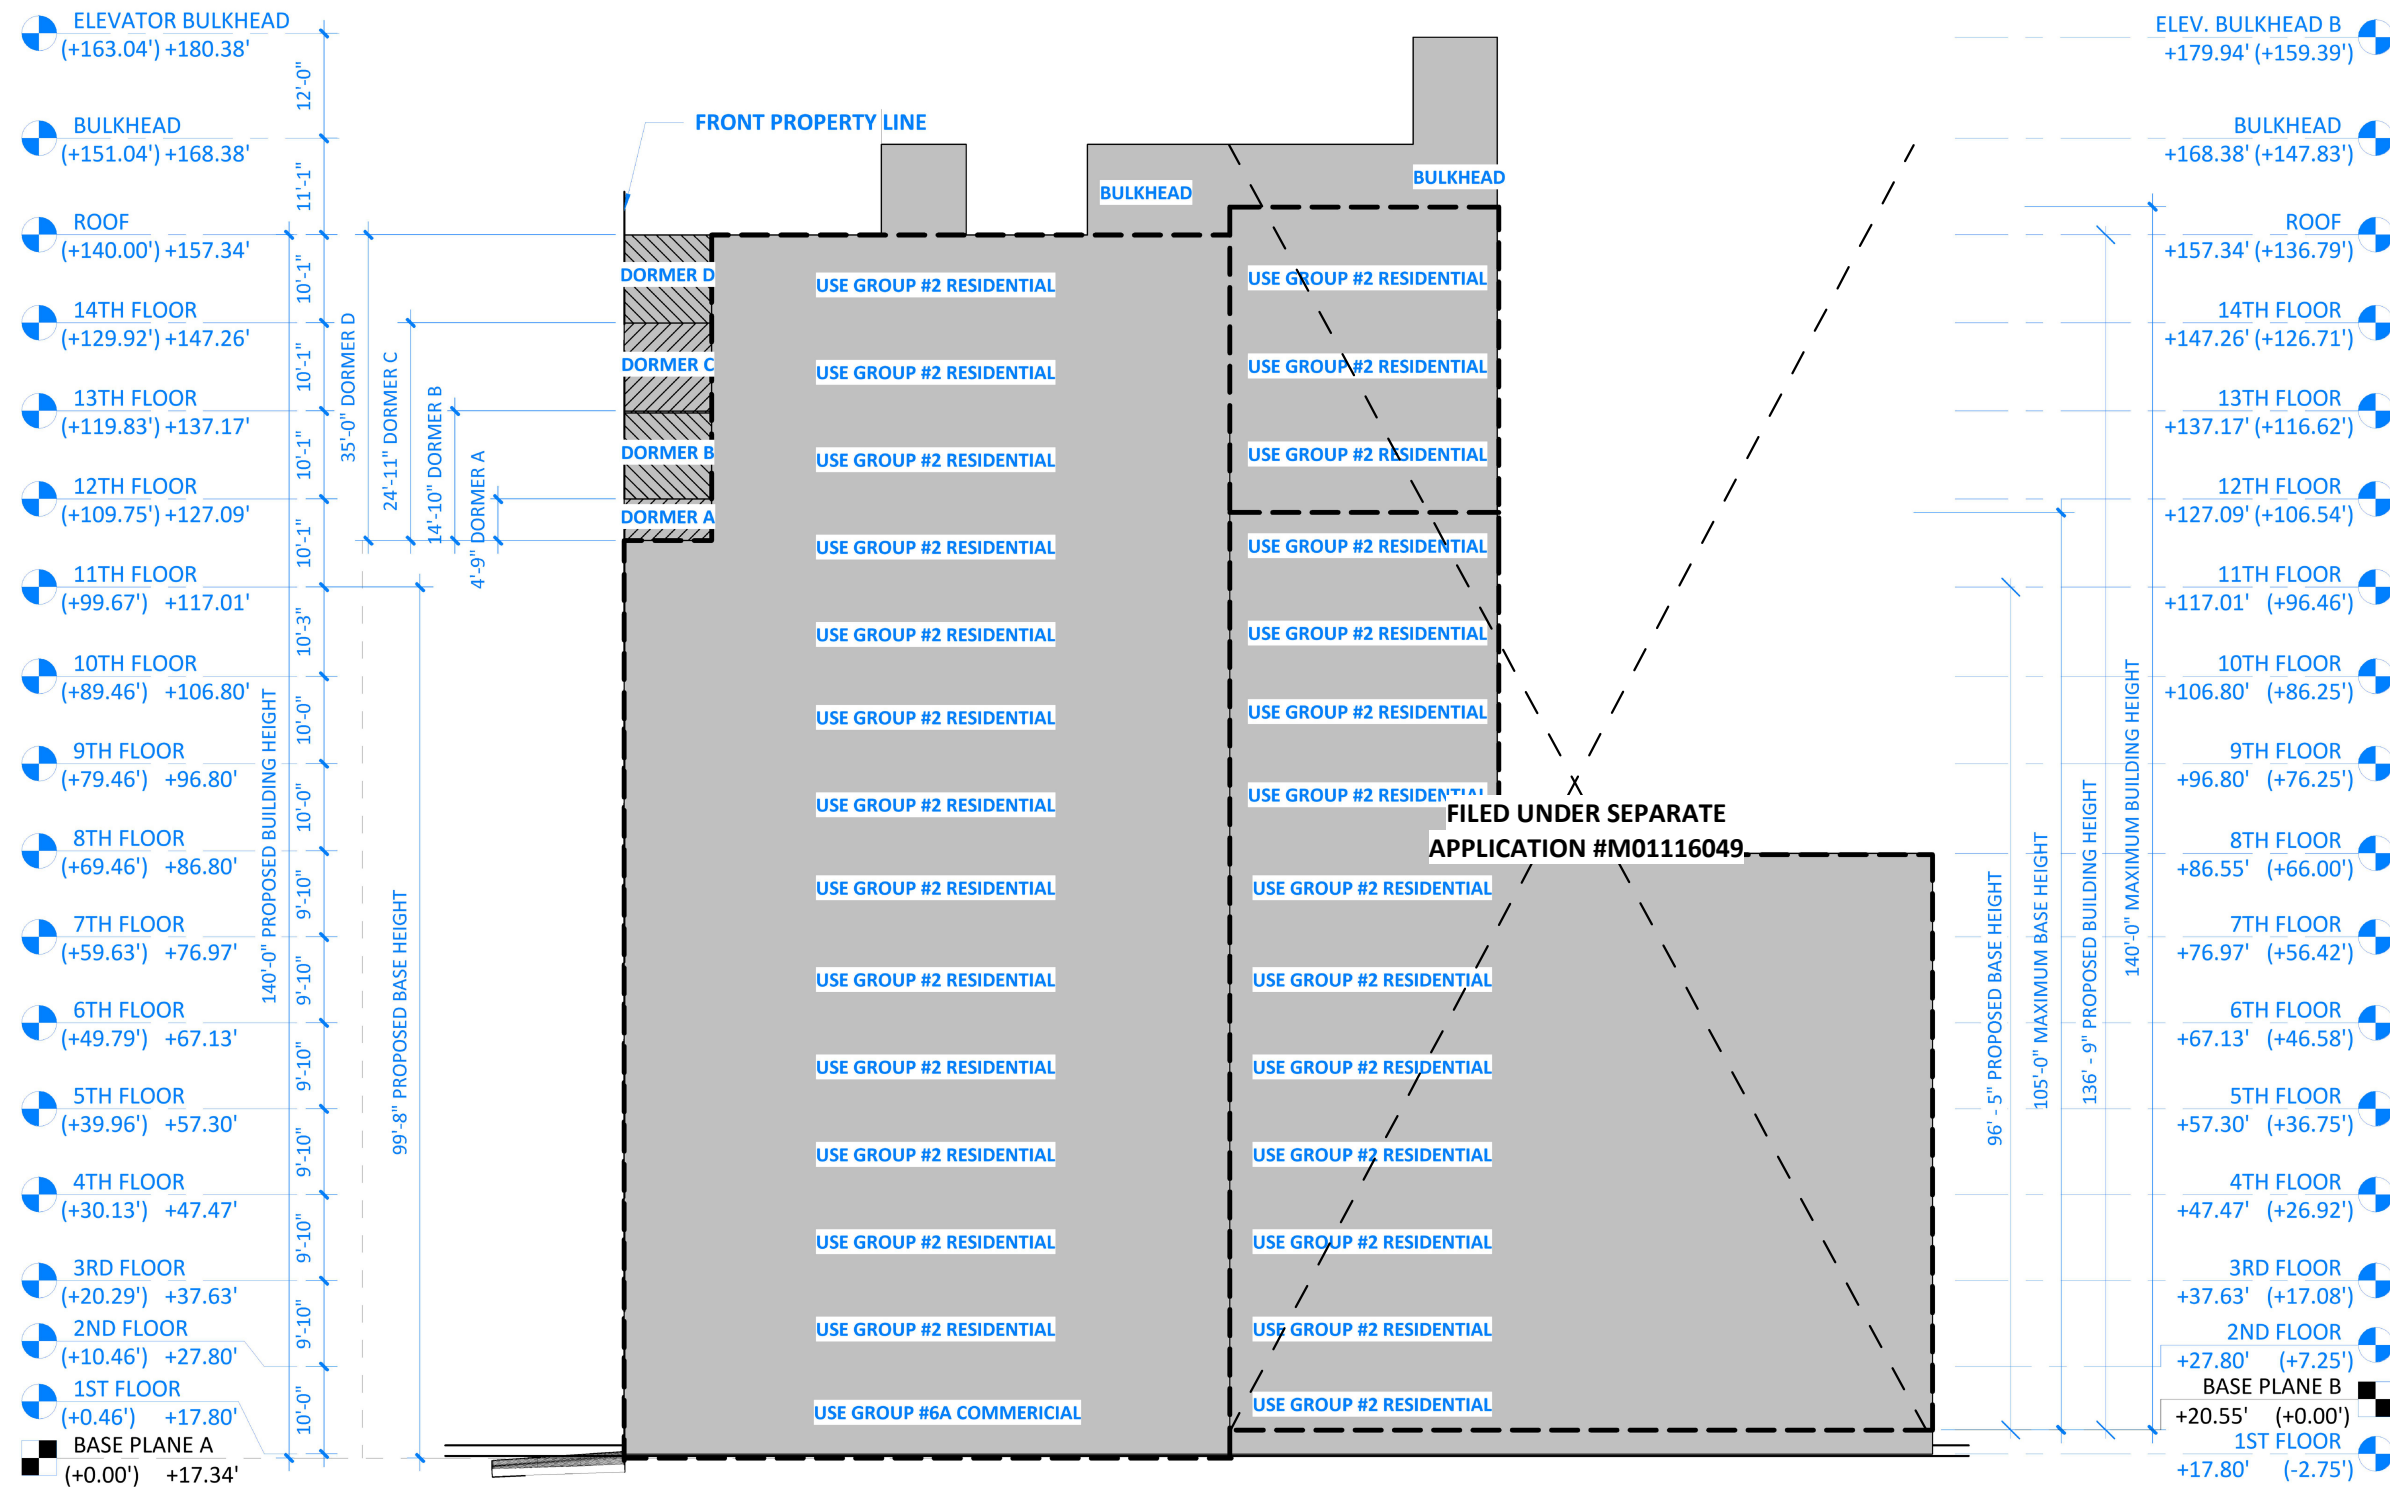 ELEVATOR BULKHEAD
(+163.04') +180.38'
BULKHEAD
(+151.04') +168.38'
ROOF
(+140.00') +157.34'
14TH FLOOR
(+129.92') +147.26'
13TH FLOOR
(+119.83') +137.17'
12TH FLOOR
(+109.75') +127.09'
11TH FLOOR
(+99.67') +117.01'
10TH FLOOR
(+89.46') +106.80'
9TH FLOOR
(+79.46') +96.80'
8TH FLOOR
(+69.46') +86.80'
7TH FLOOR
(+59.63') +76.97'
6TH FLOOR
(+49.79') +67.13'
5TH FLOOR
(+39.96') +57.30'
4TH FLOOR
(+30.13') +47.47'
3RD FLOOR
(+20.29') +37.63'
2ND FLOOR
(+10.46') +27.80'
1ST FLOOR
(+0.46') +17.80'
BASE PLANE A
(+0.00') +17.34'
140'-0" PROPOSED BUILDING HEIGHT
12'-0"
11'-1"
10'-1"
10'-1"
10'-1"
10'-1"
10'-3"
10'-0"
10'-0"
9'-10"
9'-10"
9'-10"
9'-10"
9'-10"
9'-10"
10'-0"
35'-0" DORMER D
24'-11" DORMER C
14'-10" DORMER B
4'-9" DORMER A
99'-8" PROPOSED BASE HEIGHT
FRONT PROPERTY LINE
DORMER D
DORMER C
DORMER B
DORMER A
BULKHEAD
BULKHEAD
USE GROUP #2 RESIDENTIAL
USE GROUP #2 RESIDENTIAL
USE GROUP #2 RESIDENTIAL
USE GROUP #2 RESIDENTIAL
USE GROUP #2 RESIDENTIAL
USE GROUP #2 RESIDENTIAL
USE GROUP #2 RESIDENTIAL
USE GROUP #2 RESIDENTIAL
USE GROUP #2 RESIDENTIAL
USE GROUP #2 RESIDENTIAL
USE GROUP #2 RESIDENTIAL
USE GROUP #2 RESIDENTIAL
USE GROUP #2 RESIDENTIAL
USE GROUP #6A COMMERICIAL
USE GROUP #2 RESIDENTIAL
USE GROUP #2 RESIDENTIAL
USE GROUP #2 RESIDENTIAL
USE GROUP #2 RESIDENTIAL
USE GROUP #2 RESIDENTIAL
USE GROUP #2 RESIDENTIAL
USE GROUP #2 RESIDENTIAL
FILED UNDER SEPARATE
APPLICATION #M01116049
USE GROUP #2 RESIDENTIAL
USE GROUP #2 RESIDENTIAL
USE GROUP #2 RESIDENTIAL
USE GROUP #2 RESIDENTIAL
USE GROUP #2 RESIDENTIAL
USE GROUP #2 RESIDENTIAL
USE GROUP #2 RESIDENTIAL
96' - 5" PROPOSED BASE HEIGHT
105'-0" MAXIMUM BASE HEIGHT
136' - 9" PROPOSED BUILDING HEIGHT
140'-0" MAXIMUM BUILDING HEIGHT
ELEV. BULKHEAD B
+179.94' (+159.39')
BULKHEAD
+168.38' (+147.83')
ROOF
+157.34' (+136.79')
14TH FLOOR
+147.26' (+126.71')
13TH FLOOR
+137.17' (+116.62')
12TH FLOOR
+127.09' (+106.54')
11TH FLOOR
+117.01' (+96.46')
10TH FLOOR
+106.80' (+86.25')
9TH FLOOR
+96.80' (+76.25')
8TH FLOOR
+86.55' (+66.00')
7TH FLOOR
+76.97' (+56.42')
6TH FLOOR
+67.13' (+46.58')
5TH FLOOR
+57.30' (+36.75')
4TH FLOOR
+47.47' (+26.92')
3RD FLOOR
+37.63' (+17.08')
2ND FLOOR
+27.80' (+7.25')
BASE PLANE B
+20.55' (+0.00')
1ST FLOOR
+17.80' (-2.75')